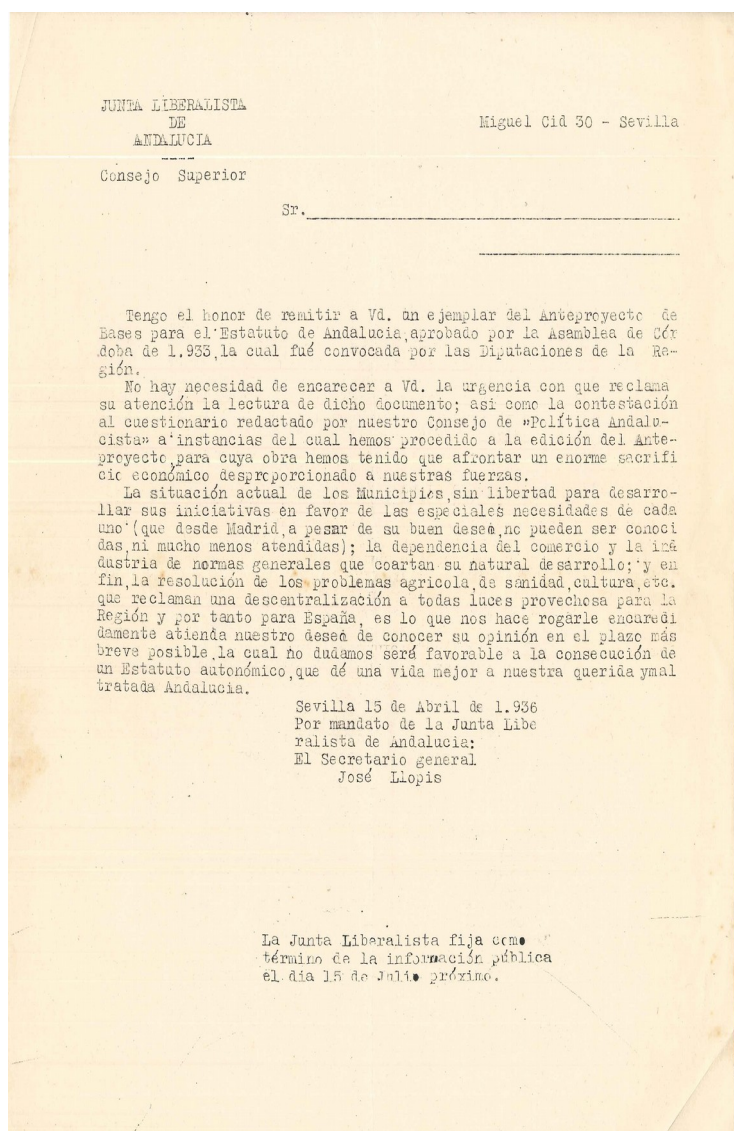 JUNTA LIBERALISTA
DE
ANDALUCIA
----
Consejo Superior
Miguel Cid 30 - Sevilla
Sr.
Tengo el honor de remitir a Vd. un ejemplar del Anteproyecto de
Bases para el Estatuto de Andalucia,aprobado por la Asamblea de Cór
doba de 1.933,la cual fué convocada por las Diputaciones de la Re-
gión.
No hay necesidad de encarecer a Vd. la urgencia con que reclama
su atención la lectura de dicho documento; asi como la contestación
al cuestionario redactado por nuestro Consejo de "Política Andalu-
cista" a instancias del cual hemos procedido a la edición del Ante-
proyecto,para cuya obra hemos tenido que afrontar un enorme sacrifi
cio económico desproporcionado a nuestras fuerzas.
La situación actual de los Municipios,sin libertad para desarro-
llar sus iniciativas en favor de las especiales necesidades de cada
uno (que desde Madrid,a pesar de su buen deseo,no pueden ser conoci
das,ni mucho menos atendidas); la dependencia del comercio y la in
dustria de normas generales que coartan su natural desarrollo; y en
fin,la resolución de los problemas agricola,de sanidad,cultura,etc.
que reclaman una descentralización a todas luces provechosa para la
Región y por tanto para España, es lo que nos hace rogarle encareci
damente atienda nuestro deseo de conocer su opinión en el plazo más
breve posible,la cual no dudamos será favorable a la consecución de
un Estatuto autonómico,que dé una vida mejor a nuestra querida ymal
tratada Andalucia.
Sevilla 15 de Abril de 1.936
Por mandato de la Junta Libe
ralista de Andalucia:
El Secretario general
José Llopis
La Junta Liberalista fija como
término de la información pública
el dia 15 de Julio próximo.